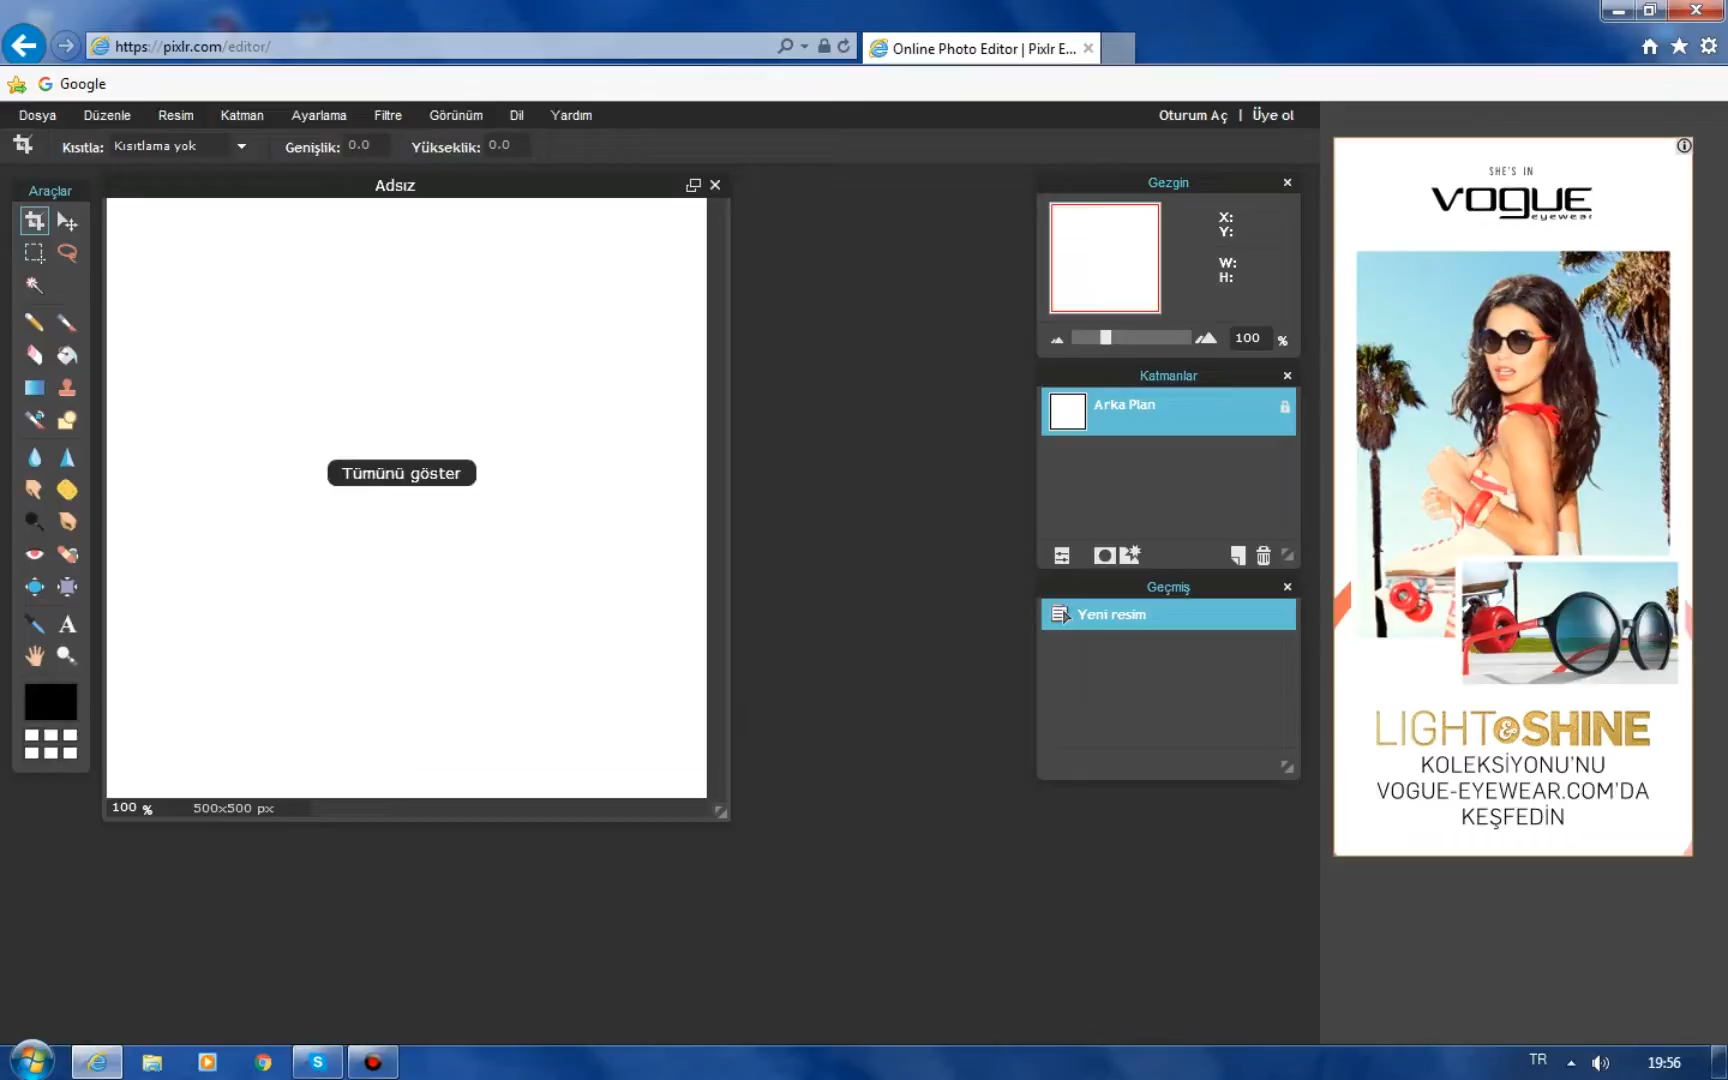 https://pixlr.com/editor/
Online Photo Editor | Pixlr E...
Google
Dosya Düzenle Resim Katman Ayarlama Filtre Görünüm Dil Yardım
Oturum Aç | Üye ol
Kısıtla: Kısıtlama yok Genişlik: 0.0 Yükseklik: 0.0
Araçlar
Adsız
Tümünü göster
100 % 500x500 px
Gezgin
X:
Y:
W:
H:
100 %
Katmanlar
Arka Plan
Geçmiş
Yeni resim
SHE'S IN
VOGUE
eyewear
LIGHT & SHINE
KOLEKSİYONU'NU
VOGUE-EYEWEAR.COM'DA
KEŞFEDİN
TR 19:56